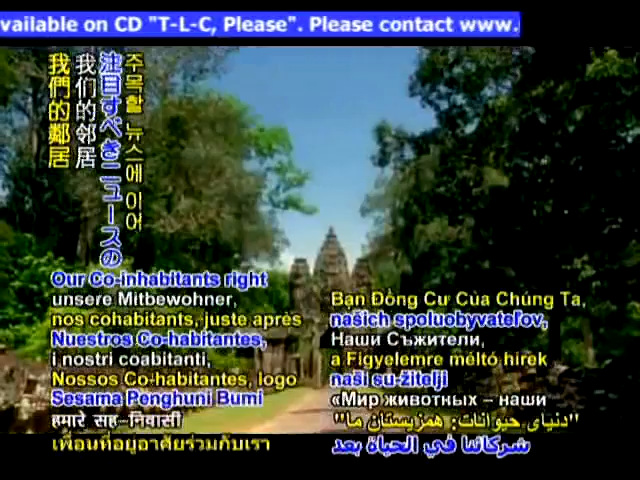 vailable on CD "T-L-C, Please". Please contact www.
我們的鄰居
我们的邻居
注目すべきニュースの
주목할 뉴스에 이어
Our Co-inhabitants right
unsere Mitbewohner,
nos cohabitants, juste après
Nuestros Co-habitantes,
i nostri coabitanti,
Nossos Co-habitantes, logo
Sesama Penghuni Bumi
हमारे सह-निवासी
เพื่อนที่อยู่อาศัยร่วมกับเรา
Bạn Đồng Cư Của Chúng Ta,
našich spoluobyvateľov,
Наши Съжители,
a Figyelemre méltó hírek
naši su-žitelji
«Мир животных – наши
"دنیای حیوانات: همزیستان ما"
شركائنا في الحياة بعد